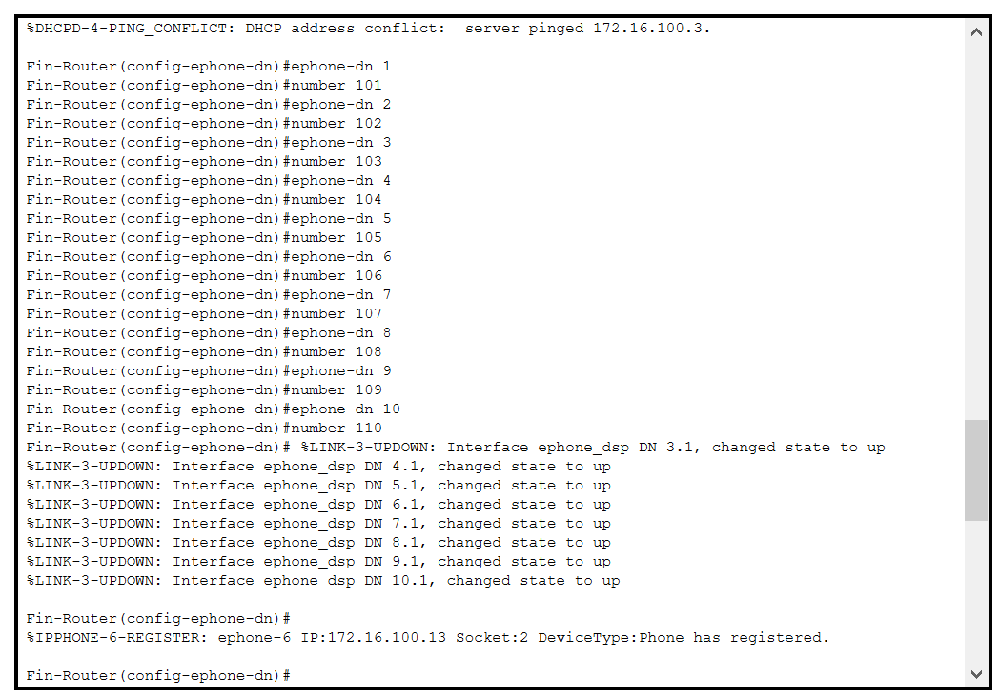 %DHCPD-4-PING_CONFLICT: DHCP address conflict:  server pinged 172.16.100.3.
Fin-Router(config-ephone-dn)#ephone-dn 1
Fin-Router(config-ephone-dn)#number 101
Fin-Router(config-ephone-dn)#ephone-dn 2
Fin-Router(config-ephone-dn)#number 102
Fin-Router(config-ephone-dn)#ephone-dn 3
Fin-Router(config-ephone-dn)#number 103
Fin-Router(config-ephone-dn)#ephone-dn 4
Fin-Router(config-ephone-dn)#number 104
Fin-Router(config-ephone-dn)#ephone-dn 5
Fin-Router(config-ephone-dn)#number 105
Fin-Router(config-ephone-dn)#ephone-dn 6
Fin-Router(config-ephone-dn)#number 106
Fin-Router(config-ephone-dn)#ephone-dn 7
Fin-Router(config-ephone-dn)#number 107
Fin-Router(config-ephone-dn)#ephone-dn 8
Fin-Router(config-ephone-dn)#number 108
Fin-Router(config-ephone-dn)#ephone-dn 9
Fin-Router(config-ephone-dn)#number 109
Fin-Router(config-ephone-dn)#ephone-dn 10
Fin-Router(config-ephone-dn)#number 110
Fin-Router(config-ephone-dn)# %LINK-3-UPDOWN: Interface ephone_dsp DN 3.1, changed state to up
%LINK-3-UPDOWN: Interface ephone_dsp DN 4.1, changed state to up
%LINK-3-UPDOWN: Interface ephone_dsp DN 5.1, changed state to up
%LINK-3-UPDOWN: Interface ephone_dsp DN 6.1, changed state to up
%LINK-3-UPDOWN: Interface ephone_dsp DN 7.1, changed state to up
%LINK-3-UPDOWN: Interface ephone_dsp DN 8.1, changed state to up
%LINK-3-UPDOWN: Interface ephone_dsp DN 9.1, changed state to up
%LINK-3-UPDOWN: Interface ephone_dsp DN 10.1, changed state to up
Fin-Router(config-ephone-dn)#
%IPPHONE-6-REGISTER: ephone-6 IP:172.16.100.13 Socket:2 DeviceType:Phone has registered.
Fin-Router(config-ephone-dn)#